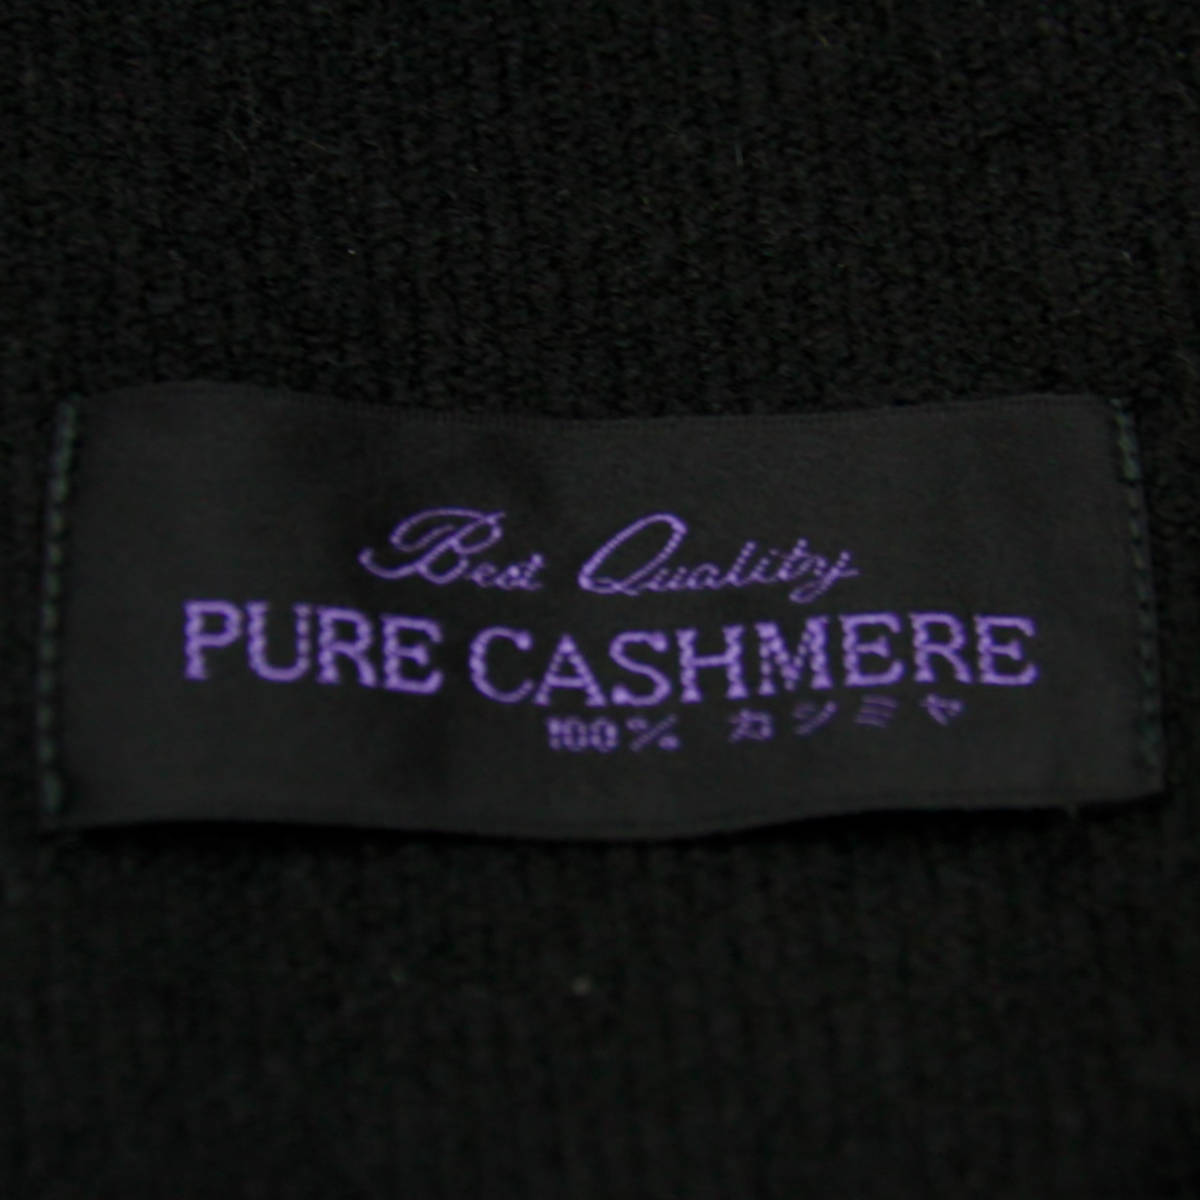 Best Quality
PURE CASHMERE
100% カシミヤ